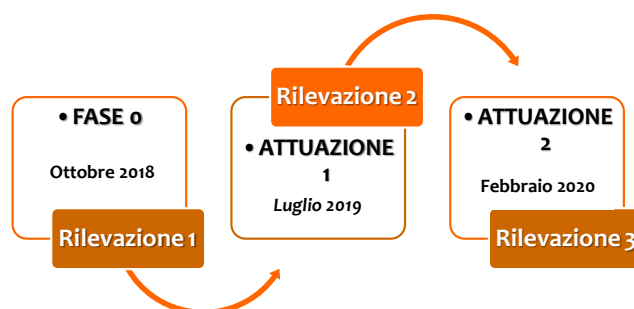 • FASE 0
Ottobre 2018
Rilevazione 1
Rilevazione 2
• ATTUAZIONE
1
Luglio 2019
• ATTUAZIONE
2
Febbraio 2020
Rilevazione 3